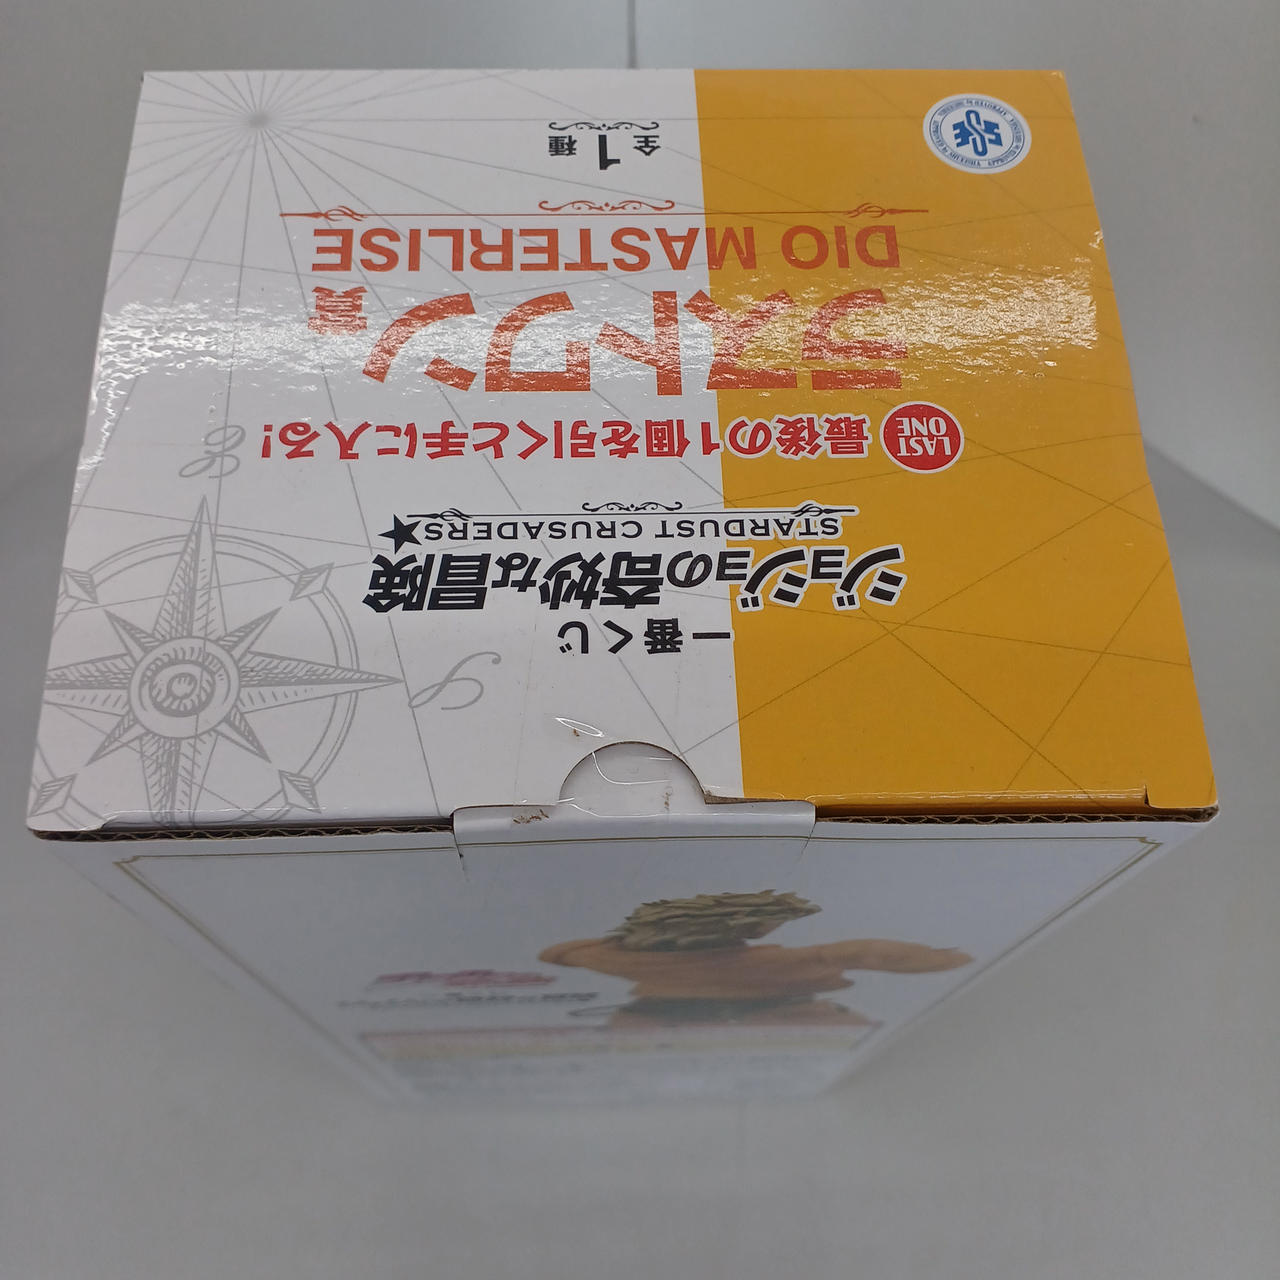 一番くじ
ジョジョの奇妙な冒険
STARDUST CRUSADERS★
LAST ONE 最後の1個を引くと手に入る!
ラストワン賞
DIO MASTERLISE
全1種